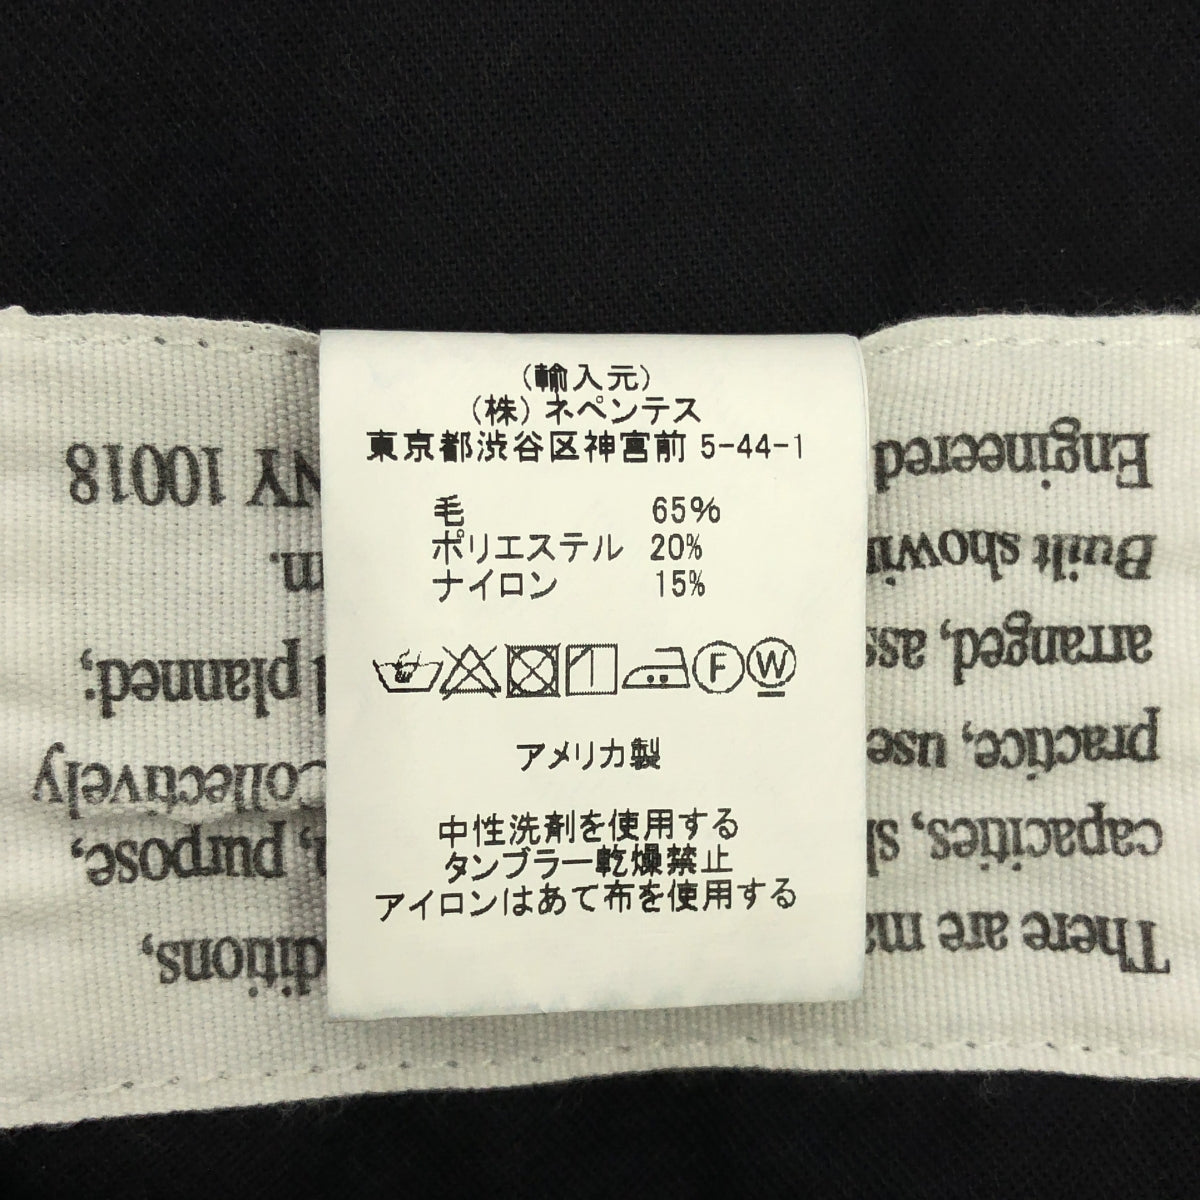 (輸入元)
(株)ネペンテス
東京都渋谷区神宮前 5-44-1
毛 65%
ポリエステル 20%
ナイロン 15%
F W
アメリカ製
中性洗剤を使用する
タンブラー乾燥禁止
アイロンはあて布を使用する
There are
capacities,
purpose,
practice, use
collectively
arranged,
planned;
Built
Engineered
NY 10018